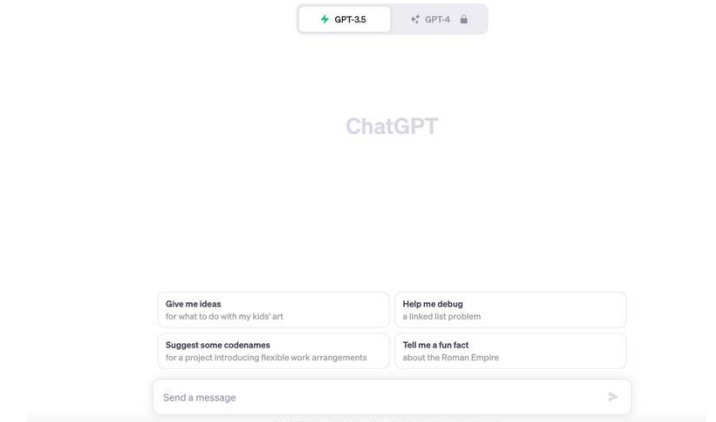 GPT-3.5 GPT-4
ChatGPT
Give me ideas
for what to do with my kids' art
Help me debug
a linked list problem
Suggest some codenames
for a project introducing flexible work arrangements
Tell me a fun fact
about the Roman Empire
Send a message